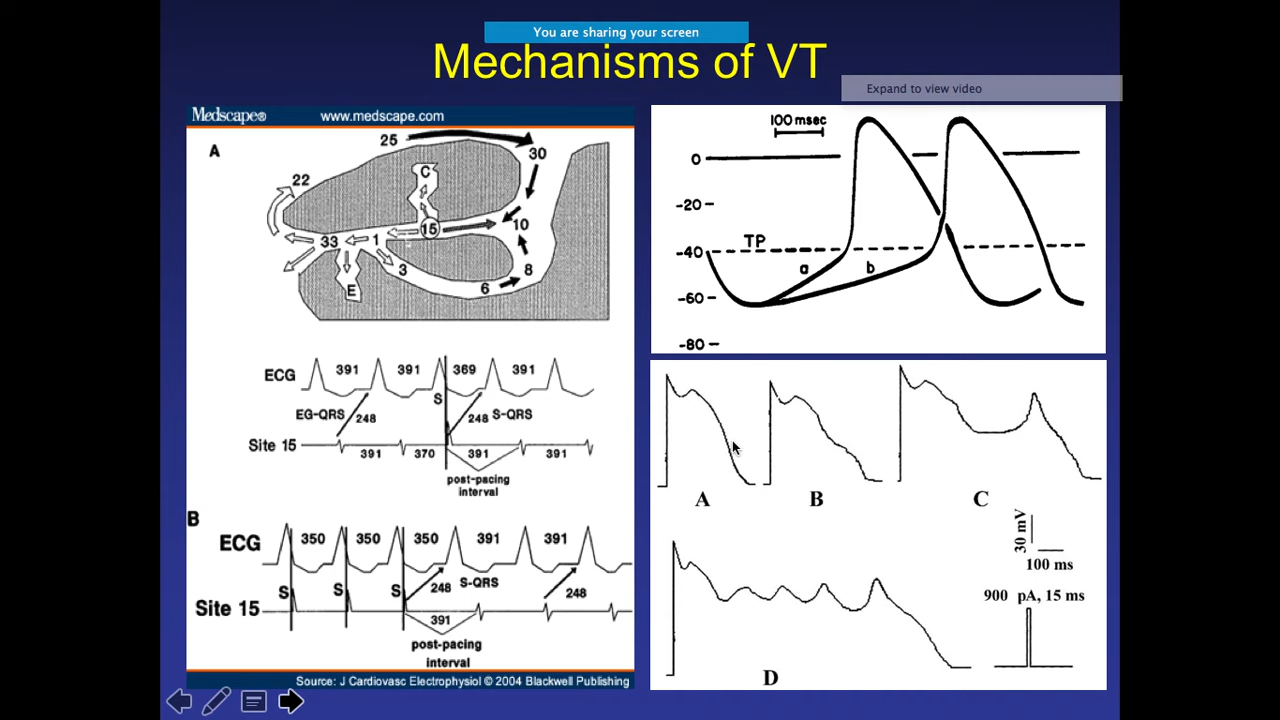 You are sharing your screen
Mechanisms of VT
Expand to view video
Medscape® www.medscape.com
A
25
30
22
C
15
10
33
1
3
8
6
E
ECG 391 391 369 391
S
EG-QRS 248 248 S-QRS
Site 15
391 370 391 391
post-pacing
interval
B
ECG 350 350 350 391 391
S-QRS
S S S 248 248
Site 15
391
post-pacing
interval
Source: J Cardiovasc Electrophysiol © 2004 Blackwell Publishing
100 msec
0
-20
TP
-40
a b
-60
-80
A B C
30 mV
100 ms
900 pA, 15 ms
D